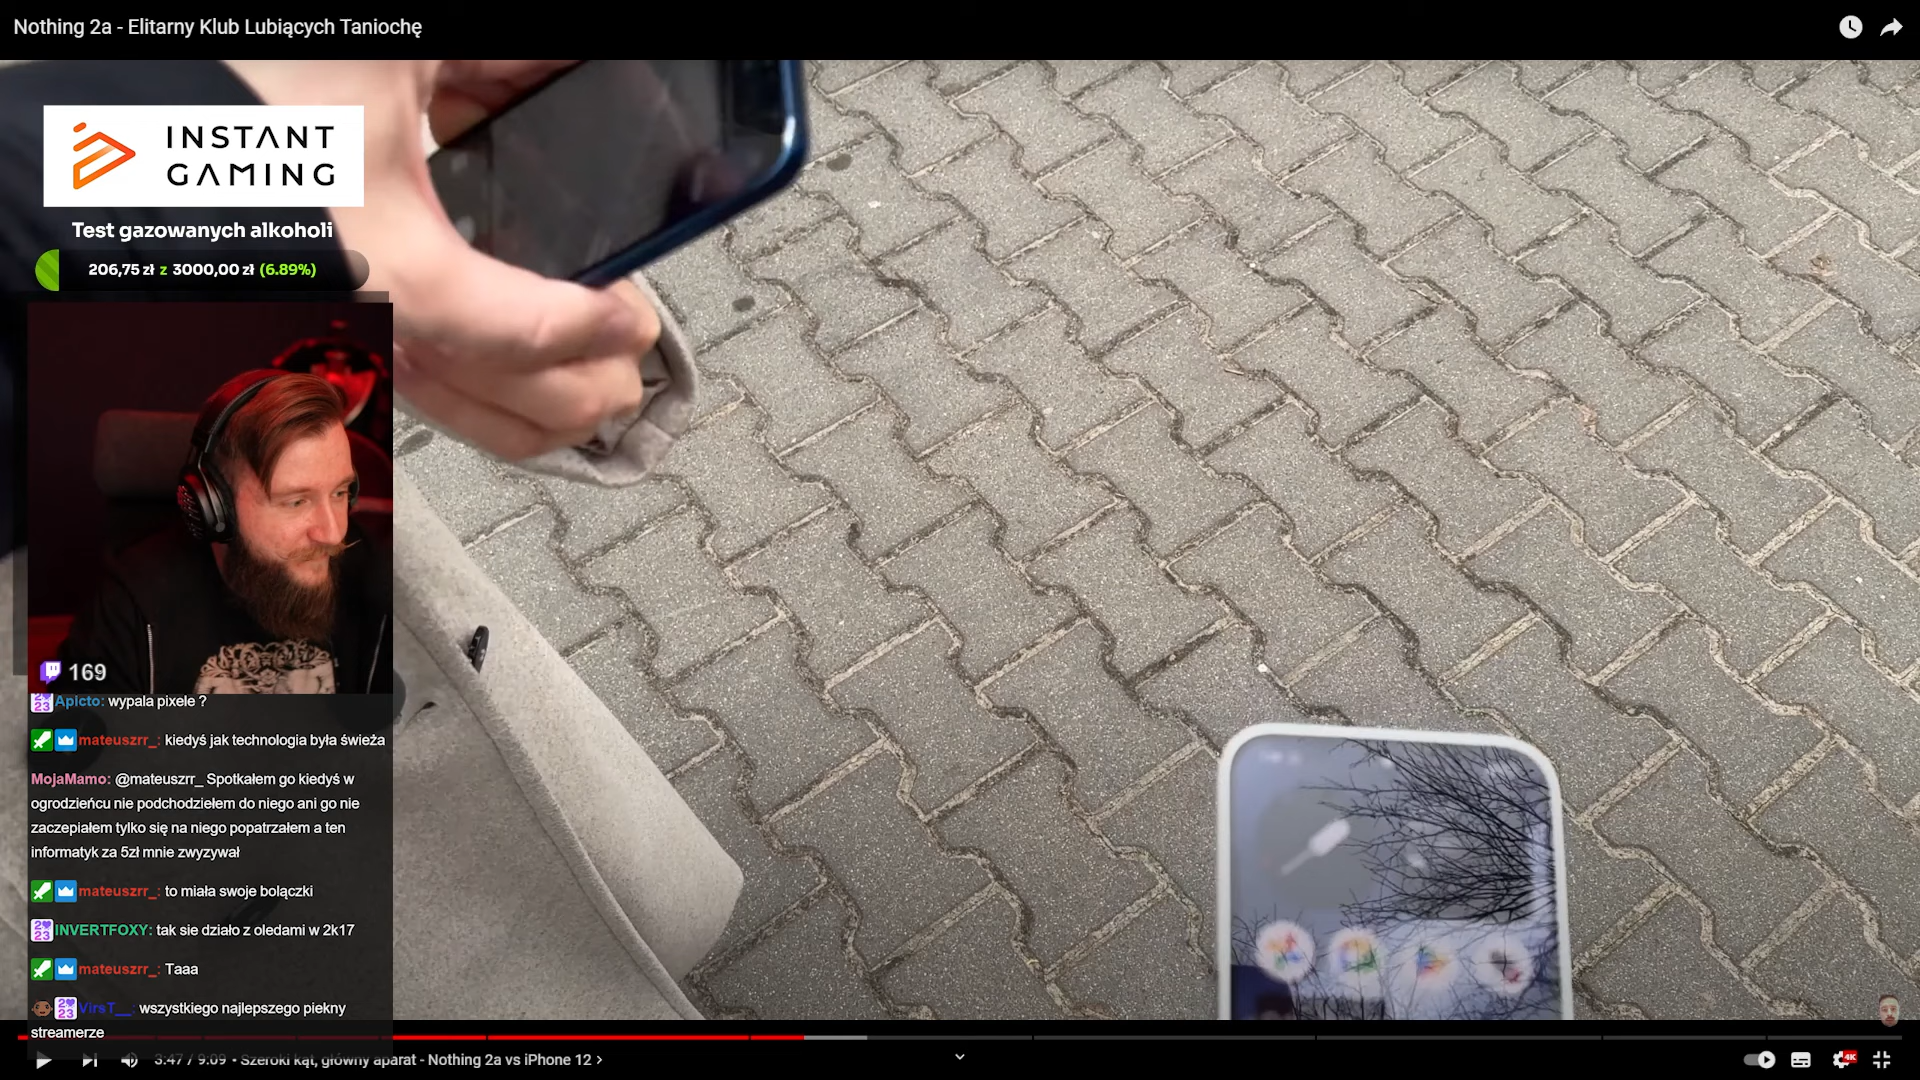 Nothing 2a - Elitarny Klub Lubiących Taniochę
INSTANT
GAMING
Test gazowanych alkoholi
206,75 zł z 3000,00 zł (6.89%)
169
Apicto: wypala pixele ?
mateuszrr_: kiedyś jak technologia była świeża
MojaMamo: @mateuszrr_ Spotkałem go kiedyś w
ogrodzieńcu nie podchodziełem do niego ani go nie
zaczepiałem tylko się na niego popatrzałem a ten
informatyk za 5zł mnie zwyzywał
mateuszrr_: to miała swoje bolączki
INVERTFOXY: tak sie działo z oledami w 2k17
mateuszrr_: Taaa
VirsT__: wszystkiego najlepszego piekny
streamerze
3:47 / 9:09 • Szeroki kąt, główny aparat - Nothing 2a vs iPhone 12 >
4K